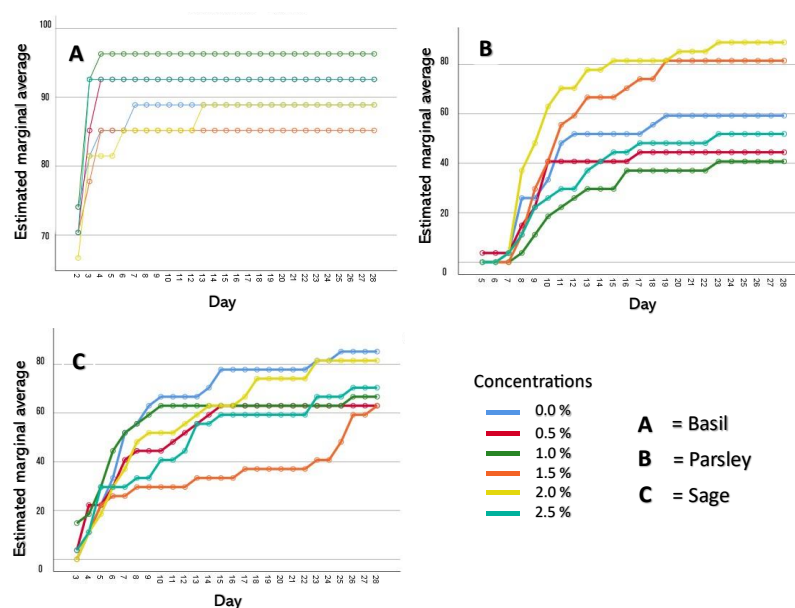 A
Estimated marginal average
100
90
80
70
2 3 4 5 6 7 8 9 10 11 12 13 14 15 16 17 18 19 20 21 22 23 24 25 26 27 28
Day
B
Estimated marginal average
80
60
40
20
0
5 6 7 8 9 10 11 12 13 14 15 16 17 18 19 20 21 22 23 24 25 26 27 28
Day
C
Estimated marginal average
80
60
40
20
0
3 4 5 6 7 8 9 10 11 12 13 14 15 16 17 18 19 20 21 22 23 24 25 26 27 28
Day
Concentrations
0.0 %
0.5 %
1.0 %
1.5 %
2.0 %
2.5 %
A = Basil
B = Parsley
C = Sage